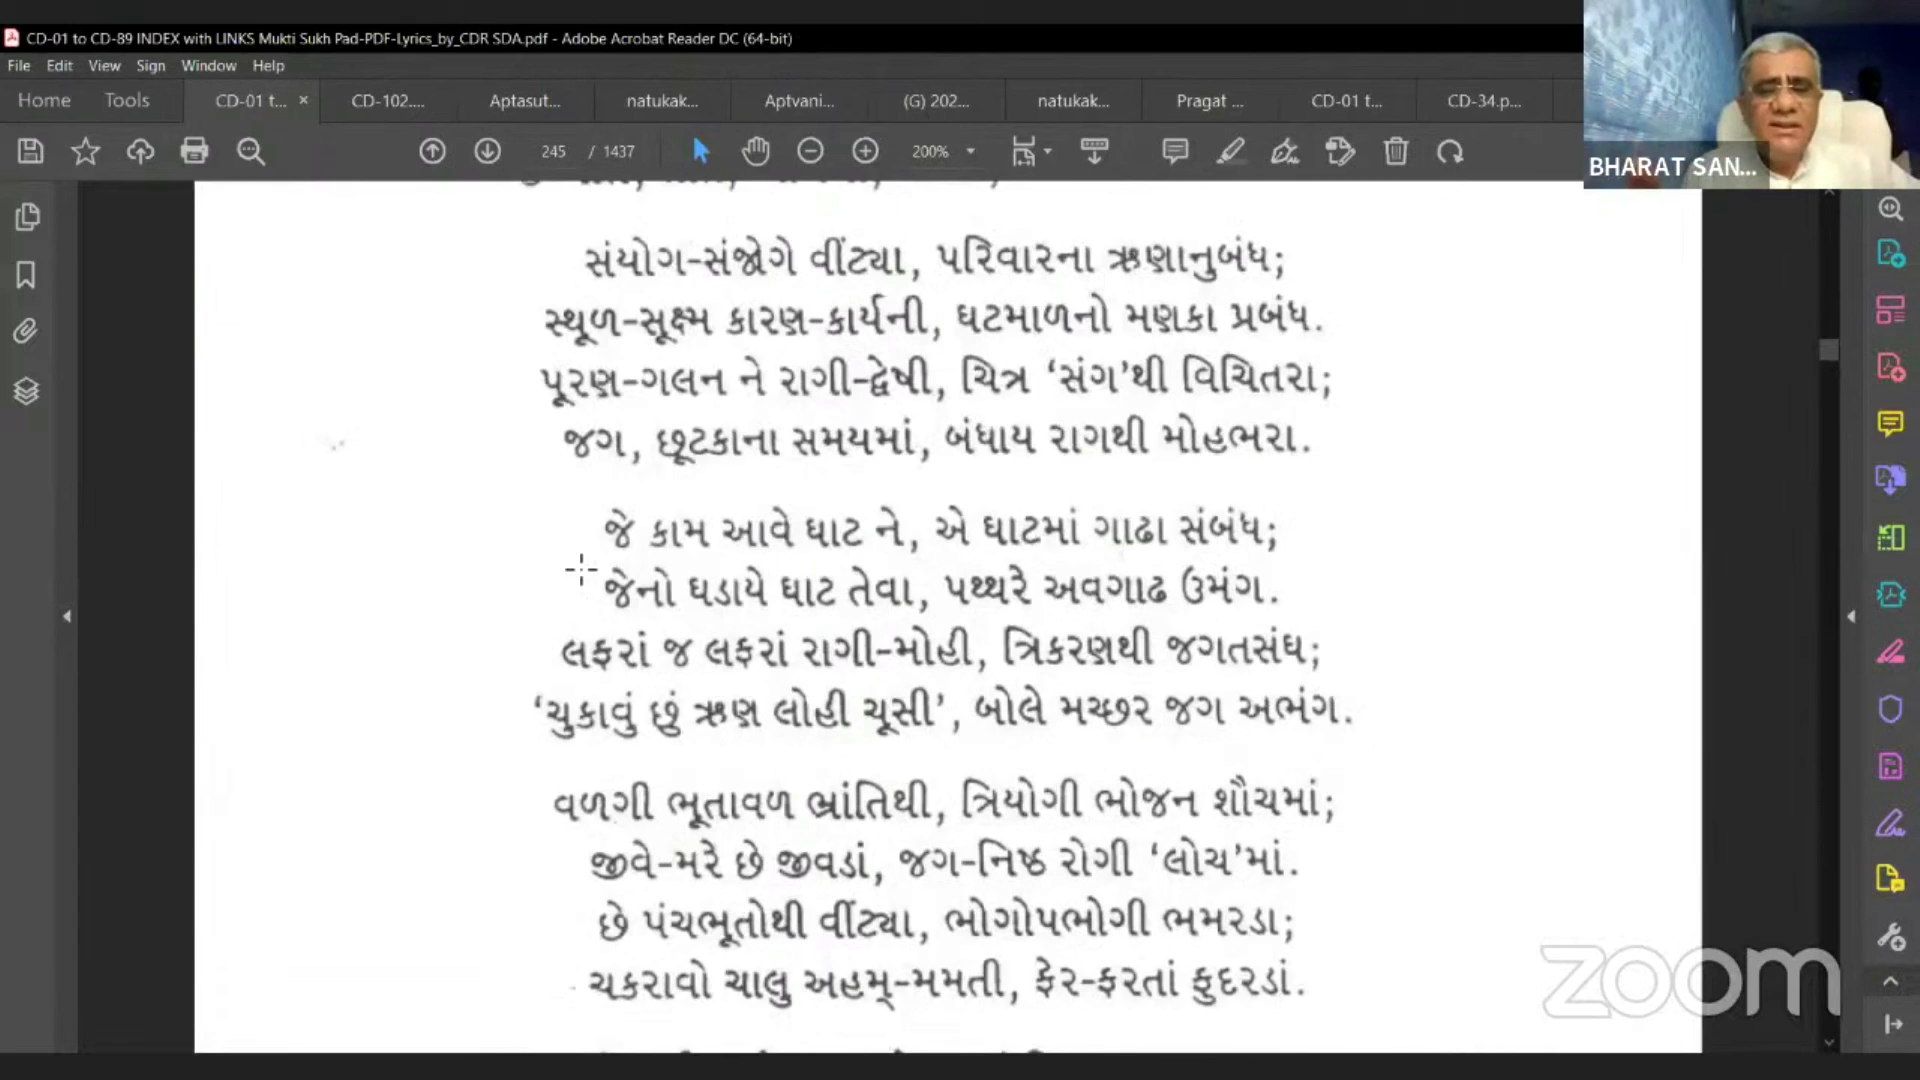 CD-01 to CD-89 INDEX with LINKS Mukti Sukh Pad-PDF-Lyrics_by_CDR SDA.pdf - Adobe Acrobat Reader DC (64-bit)
File Edit View Sign Window Help
Home Tools CD-01 t... × CD-102.... Aptasut... natukak... Aptvani... (G) 202... natukak... Pragat ... CD-01 t... CD-34.p...
245 / 1437 200%
BHARAT SAN...
સંયોગ-સંજોગે વીંટ્યા, પરિવારના ઋણાનુબંધ;
સ્થૂળ-સૂક્ષ્મ કારણ-કાર્યની, ઘટમાળનો મણકા પ્રબંધ.
પૂરણ-ગલન ને રાગી-દ્વેષી, ચિત્ર ‘સંગ’થી વિચિતરા;
જગ, છૂટકાના સમયમાં, બંધાય રાગથી મોહભરા.
જે કામ આવે ઘાટ ને, એ ઘાટમાં ગાઢા સંબંધ;
જેનો ઘડાયે ઘાટ તેવા, પથ્થરે અવગાઢ ઉમંગ.
લફરાં જ લફરાં રાગી-મોહી, ત્રિકરણથી જગતસંઘ;
‘ચુકાવું છું ઋણ લોહી ચૂસી’, બોલે મચ્છર જગ અભંગ.
વળગી ભૂતાવળ ભ્રાંતિથી, ત્રિયોગી ભોજન શૌચમાં;
જીવે-મરે છે જીવડાં, જગ-નિષ્ઠ રોગી ‘લોચ’માં.
છે પંચભૂતોથી વીંટ્યા, ભોગોપભોગી ભમરડા;
ચકરાવો ચાલુ અહમ્-મમતી, ફેર-ફરતાં ફુદરડાં.
zoom